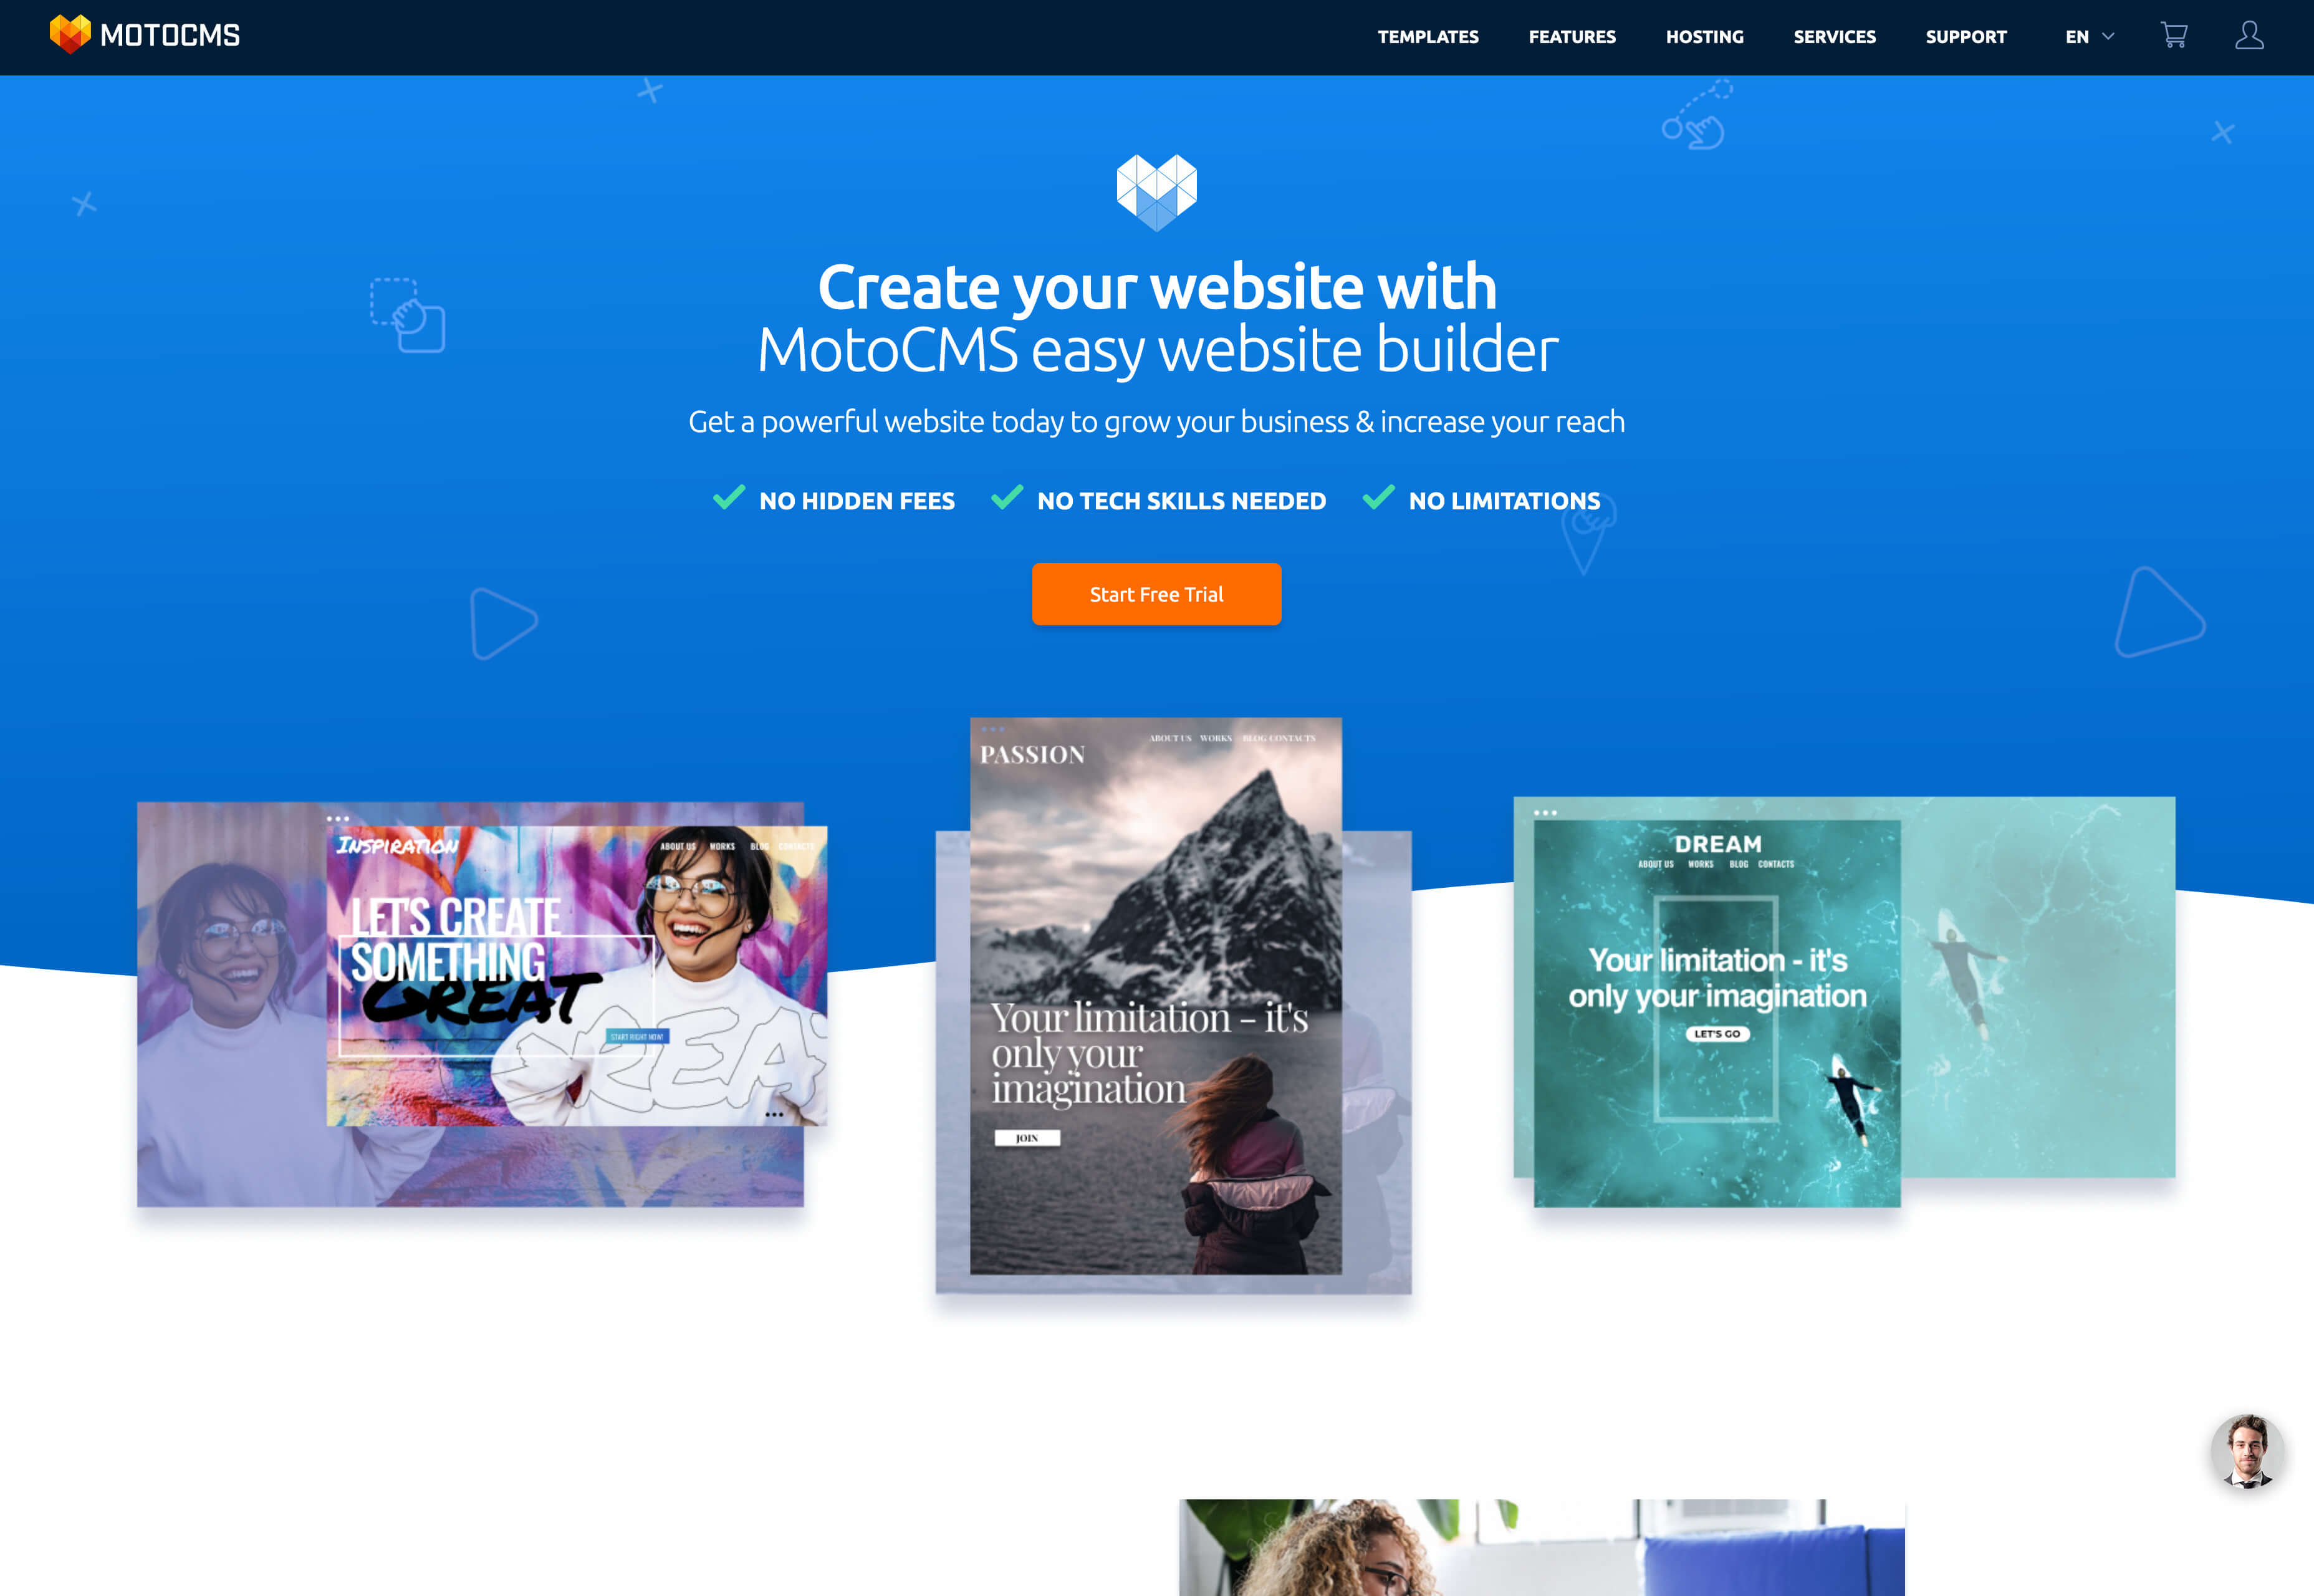 MOTOCMS
TEMPLATES FEATURES HOSTING SERVICES SUPPORT EN
Create your website with
MotoCMS easy website builder
Get a powerful website today to grow your business & increase your reach
NO HIDDEN FEES NO TECH SKILLS NEEDED NO LIMITATIONS
Start Free Trial
INSPIRATION
ABOUT US WORKS BLOG CONTACTS
LET'S CREATE
SOMETHING
GREAT
START RIGHT NOW!
REA
PASSION
ABOUT US WORKS BLOG CONTACTS
Your limitation - it's
only your
imagination
JOIN
DREAM
ABOUT US WORKS BLOG CONTACTS
Your limitation - it's
only your imagination
LET'S GO